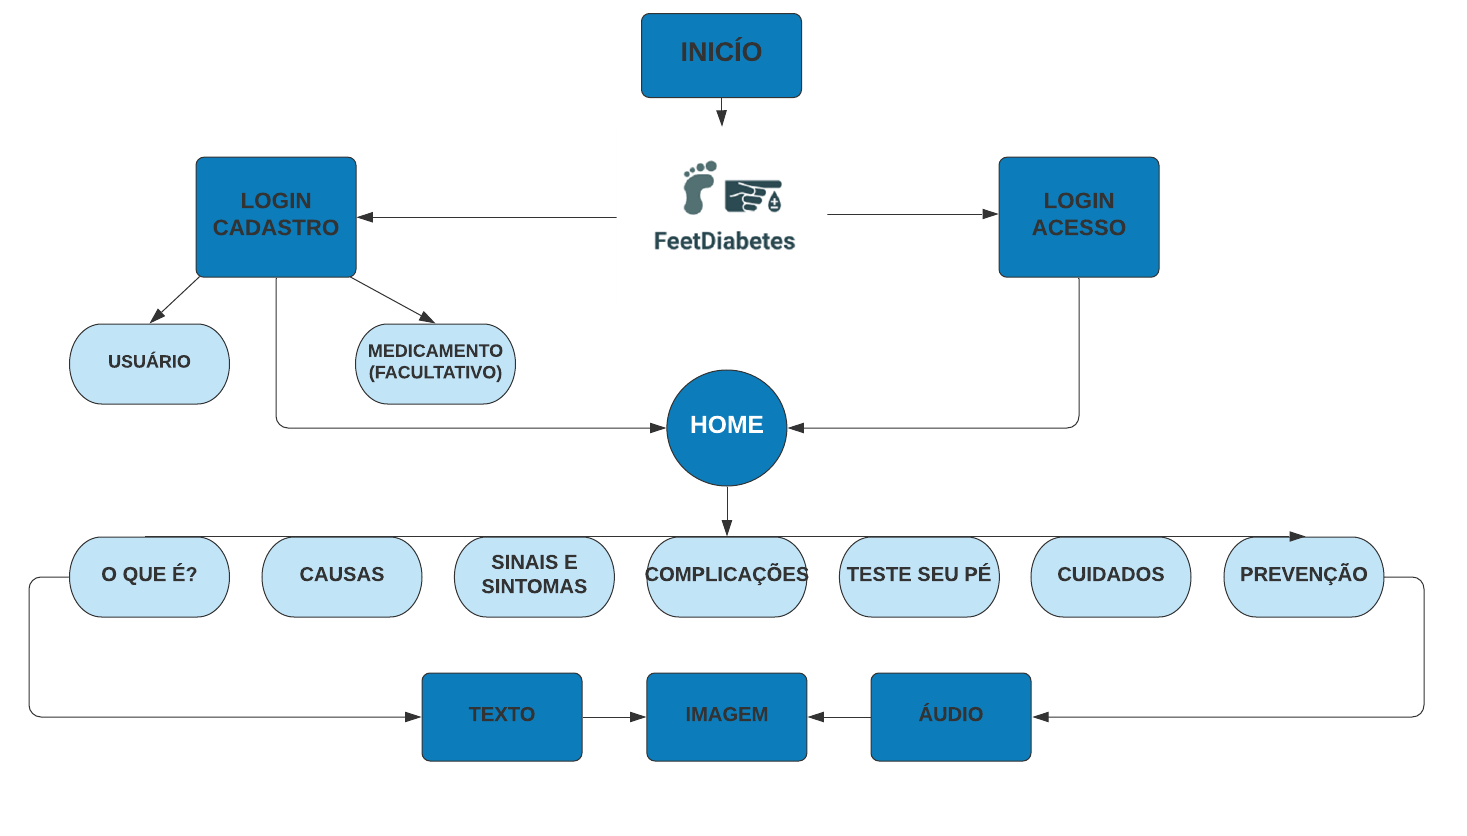 INICÍO
LOGIN
CADASTRO
FeetDiabetes
LOGIN
ACESSO
USUÁRIO
MEDICAMENTO
(FACULTATIVO)
HOME
O QUE É?
CAUSAS
SINAIS E
SINTOMAS
COMPLICAÇÕES
TESTE SEU PÉ
CUIDADOS
PREVENÇÃO
TEXTO
IMAGEM
ÁUDIO